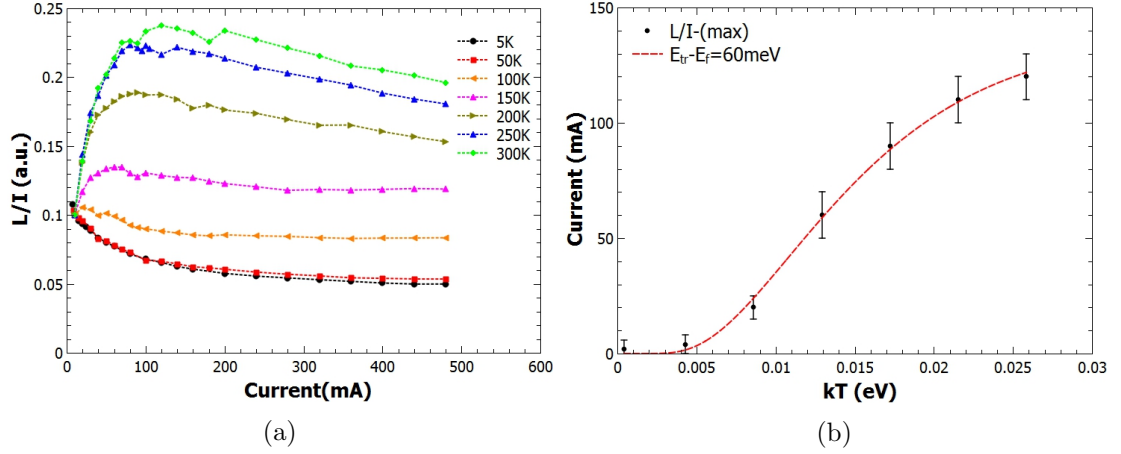 0.25
0.2
0.15
0.1
0.05
0
L/I (a.u.)
0 100 200 300 400 500 600
Current(mA)
5K
50K
100K
150K
200K
250K
300K
(a)
150
100
50
0
Current (mA)
0 0.005 0.01 0.015 0.02 0.025 0.03
kT (eV)
L/I-(max)
E_tr-E_f=60meV
(b)